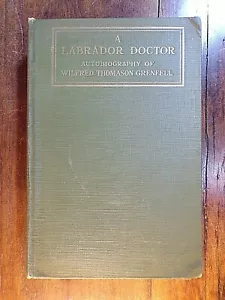 A
LABRADOR DOCTOR
AUTOBIOGRAPHY OF
WILFRED THOMASON GRENFELL